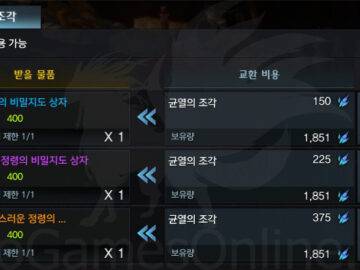 조각
용 가능
받을 물품
교환 비용
의 비밀지도 상자
400
제한 1/1
X 1
균열의 조각
150
보유량
1,851
정령의 비밀지도 상자
400
제한 1/1
X 1
균열의 조각
225
보유량
1,851
스러운 정령의 ...
400
제한 1/1
X 1
균열의 조각
375
보유량
1,851